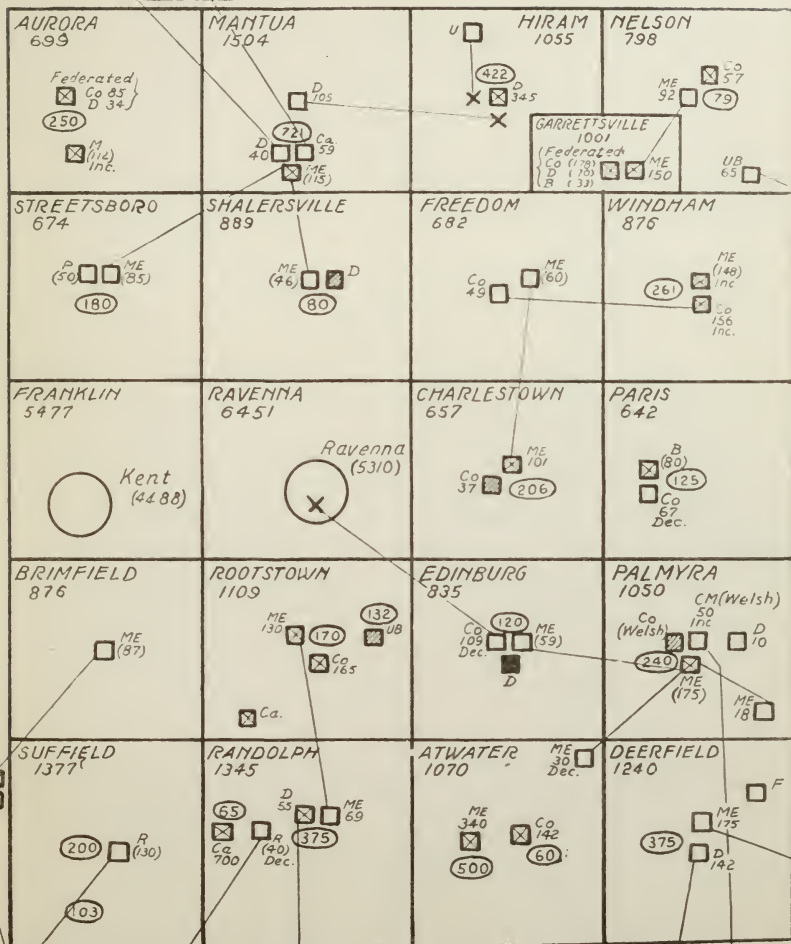 AURORA
699
Federated
Co 85
D 34
250
M
(112)
Inc.
MANTUA
1504
D
105
721
D
40
Ca.
59
ME
(115)
HIRAM
1055
U
422
D
345
NELSON
798
Co
57
ME
92
79
GARRETTSVILLE
1001
Federated
Co (178)
D (70)
B (33)
ME
150
UB
65
STREETSBORO
674
P
(50)
ME
(85)
180
SHALERSVILLE
889
ME
(46)
D
80
FREEDOM
682
ME
(60)
Co
49
WINDHAM
876
ME
(148)
Inc
261
Co
156
Inc.
FRANKLIN
5477
Kent
(4488)
RAVENNA
6451
Ravenna
(5310)
CHARLESTOWN
657
ME
101
Co
37
206
PARIS
642
B
(80)
125
Co
67
Dec.
BRIMFIELD
876
ME
(87)
ROOTSTOWN
1109
ME
130
170
132
UB
Co
165
Ca.
EDINBURG
835
120
Co
109
Dec.
ME
(59)
D
PALMYRA
1050
CM(Welsh)
50
Inc
Co
(Welsh)
D
10
240
ME
(175)
ME
18
SUFFIELD
1377
200
R
(130)
103
RANDOLPH
1345
65
Ca
700
R
(40)
Dec.
D
55
ME
69
375
ATWATER
1070
ME
30
Dec.
ME
340
500
Co
142
60
DEERFIELD
1240
F
ME
175
375
D
142